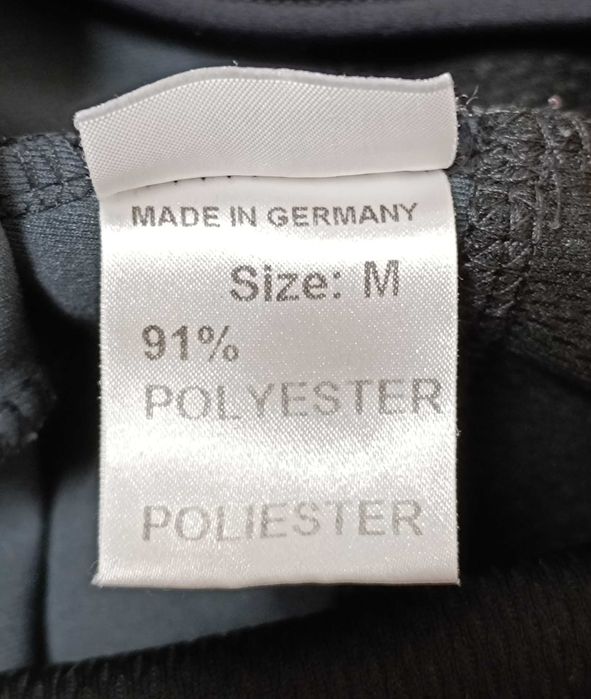 MADE IN GERMANY
Size: M
91%
POLYESTER
POLIESTER